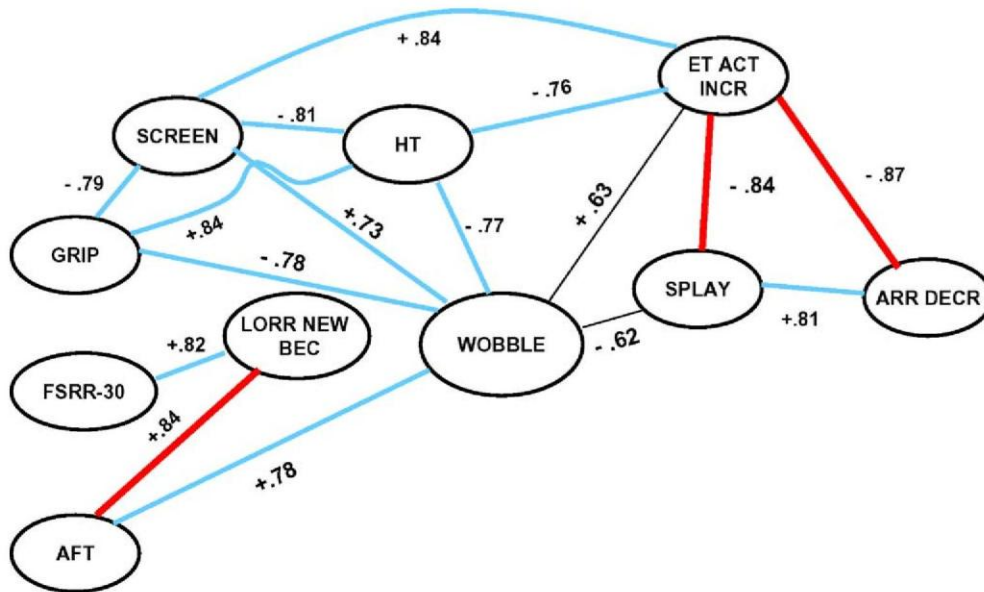 + .84
ET ACT
INCR
- .76
- .81
SCREEN
HT
- .79
+.84
+.73
- .77
+ .63
- .84
- .87
GRIP
- .78
SPLAY
ARR DECR
+.81
LORR NEW
BEC
WOBBLE
- .62
+.82
FSRR-30
+.84
+.78
AFT